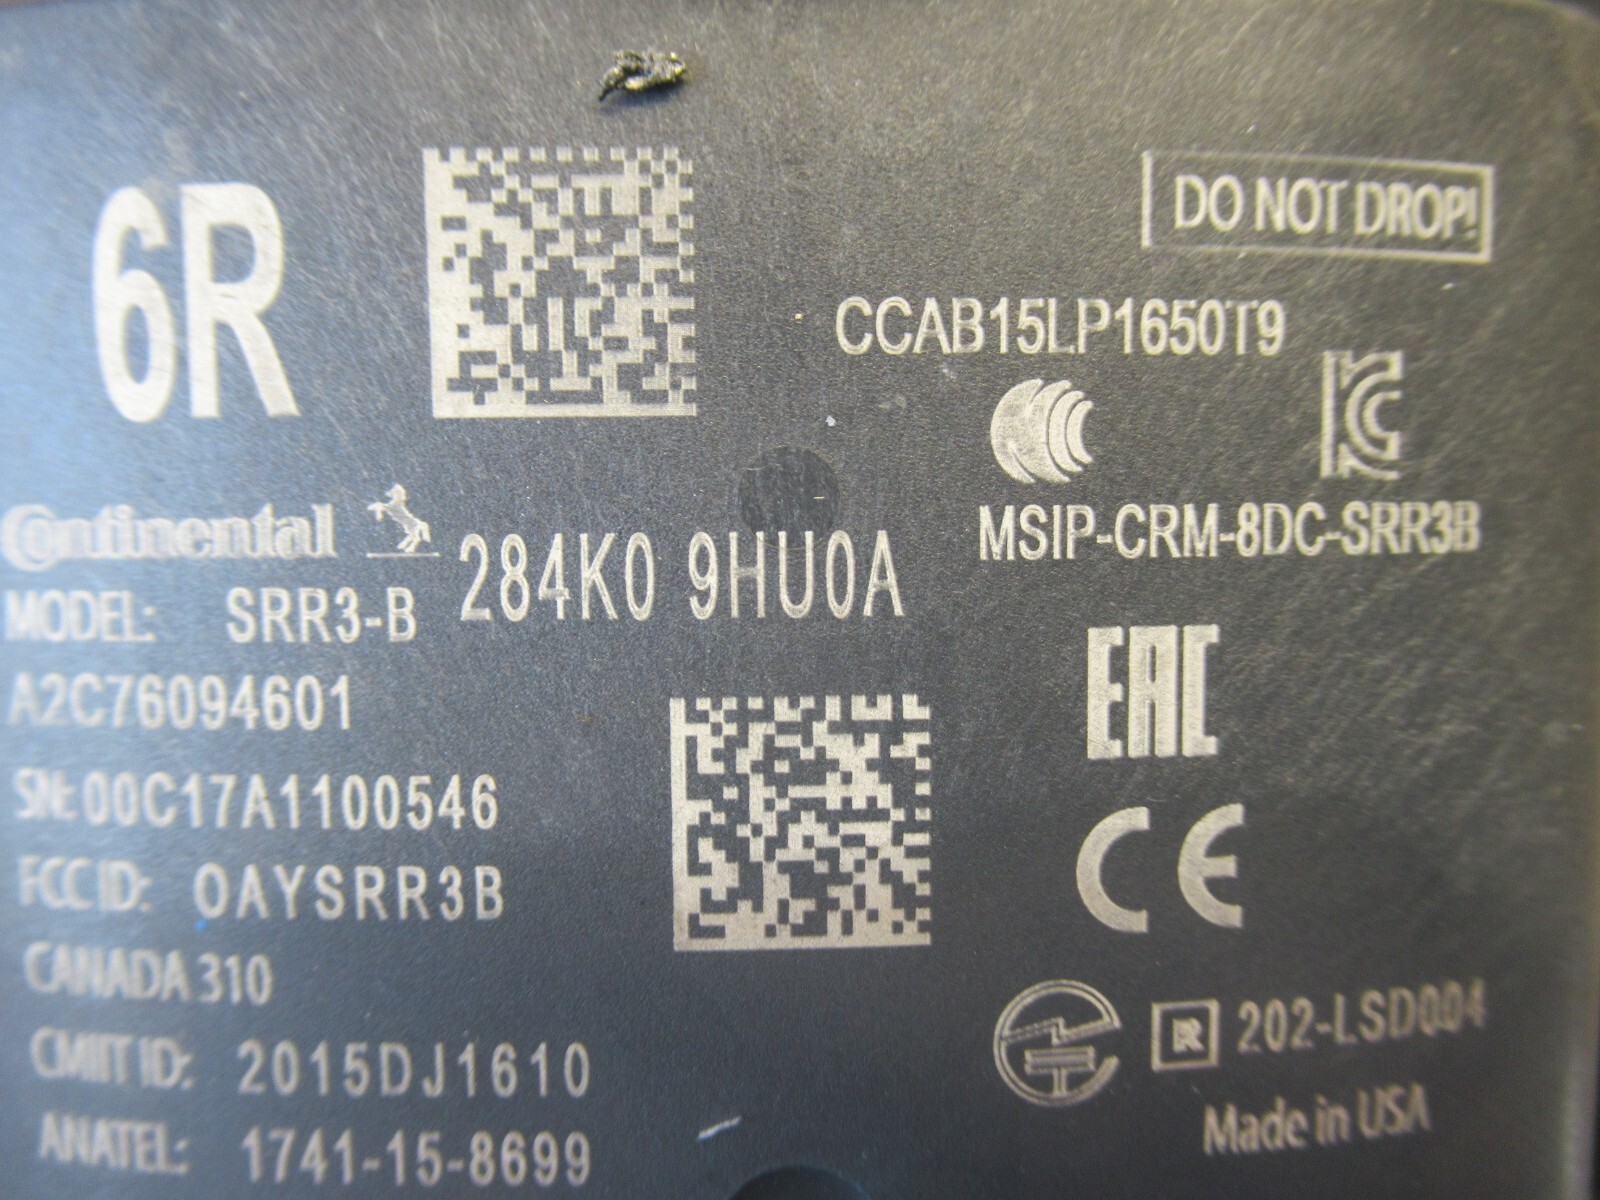 6R
DO NOT DROP!
CCAB15LP1650T9
Continental
284K0 9HU0A
MSIP-CRM-8DC-SRR3B
MODEL: SRR3-B
A2C76094601
EAC
SN: 00C17A1100546
CE
FCC ID: OAYSRR3B
CANADA 310
R 202-LSD004
CMIIT ID: 2015DJ1610
Made in USA
ANATEL: 1741-15-8699